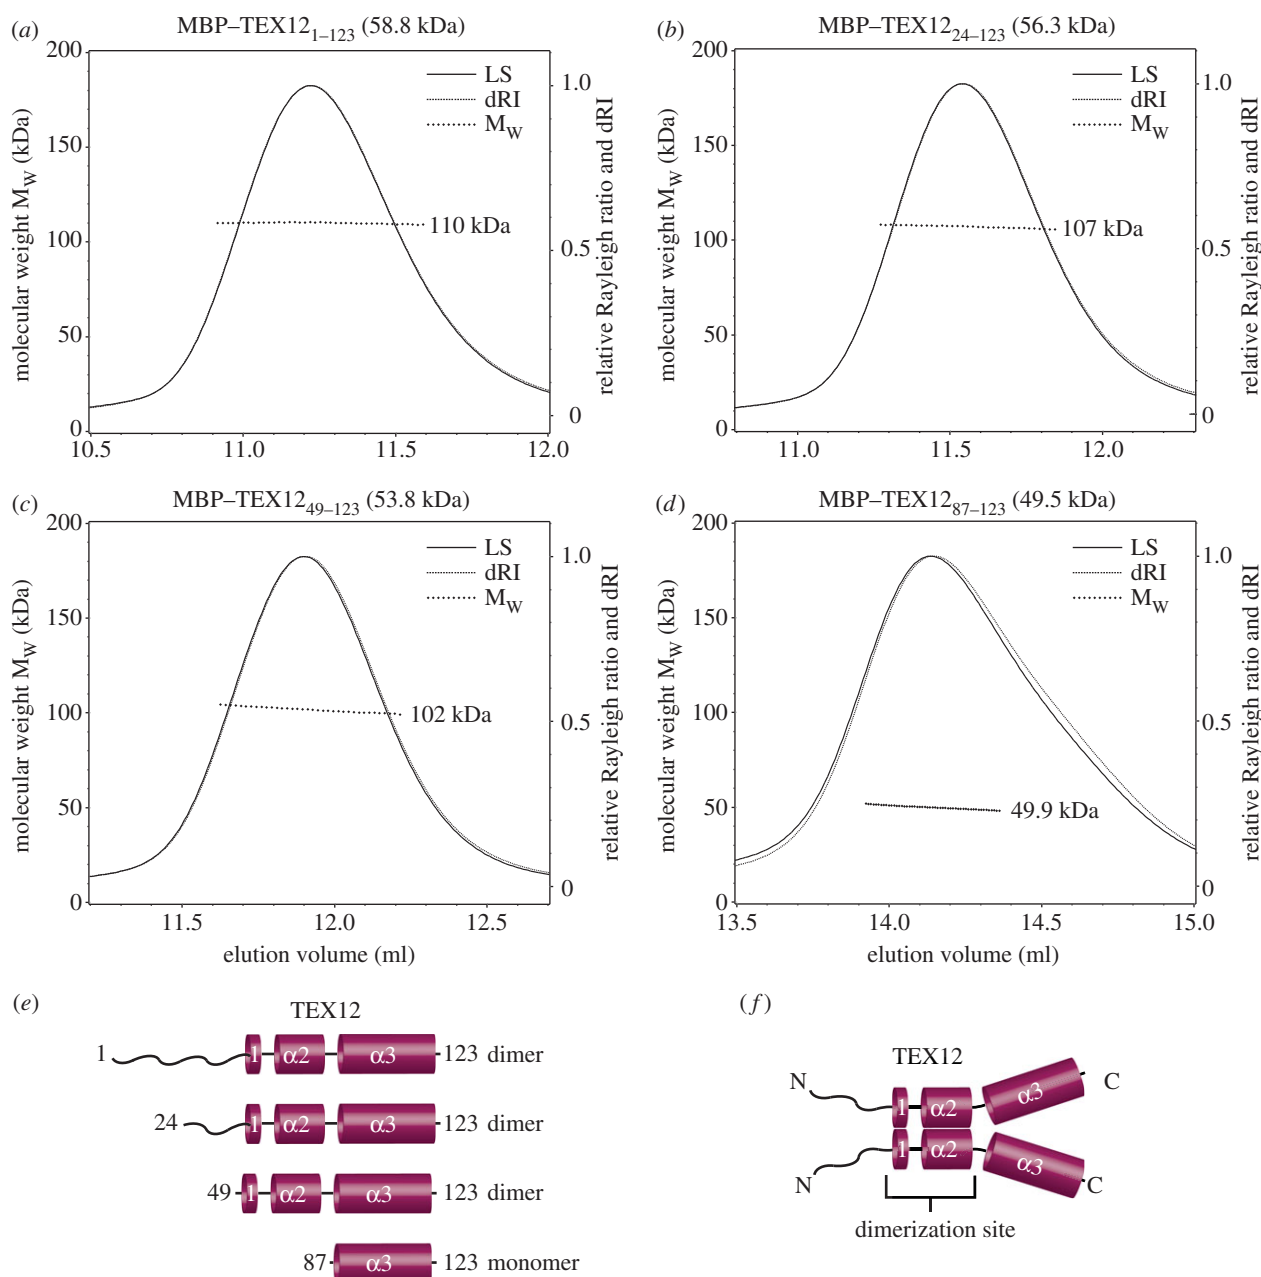 (a) MBP–TEX12₁₋₁₂₃ (58.8 kDa)
200
150
100
50
0
molecular weight M_W (kDa)
LS
dRI
M_W
110 kDa
1.0
0.5
0
relative Rayleigh ratio and dRI
10.5 11.0 11.5 12.0
(b) MBP–TEX12₂₄₋₁₂₃ (56.3 kDa)
200
150
100
50
0
molecular weight M_W (kDa)
LS
dRI
M_W
107 kDa
1.0
0.5
0
relative Rayleigh ratio and dRI
11.0 11.5 12.0
(c) MBP–TEX12₄₉₋₁₂₃ (53.8 kDa)
200
150
100
50
0
molecular weight M_W (kDa)
LS
dRI
M_W
102 kDa
1.0
0.5
0
relative Rayleigh ratio and dRI
11.5 12.0 12.5
elution volume (ml)
(d) MBP–TEX12₈₇₋₁₂₃ (49.5 kDa)
200
150
100
50
0
molecular weight M_W (kDa)
LS
dRI
M_W
49.9 kDa
1.0
0.5
0
relative Rayleigh ratio and dRI
13.5 14.0 14.5 15.0
elution volume (ml)
(e)
TEX12
1 1 α2 α3 123 dimer
24 1 α2 α3 123 dimer
49 1 α2 α3 123 dimer
87 α3 123 monomer
(f)
TEX12
N 1 α2 α3 C
N 1 α2 α3 C
dimerization site